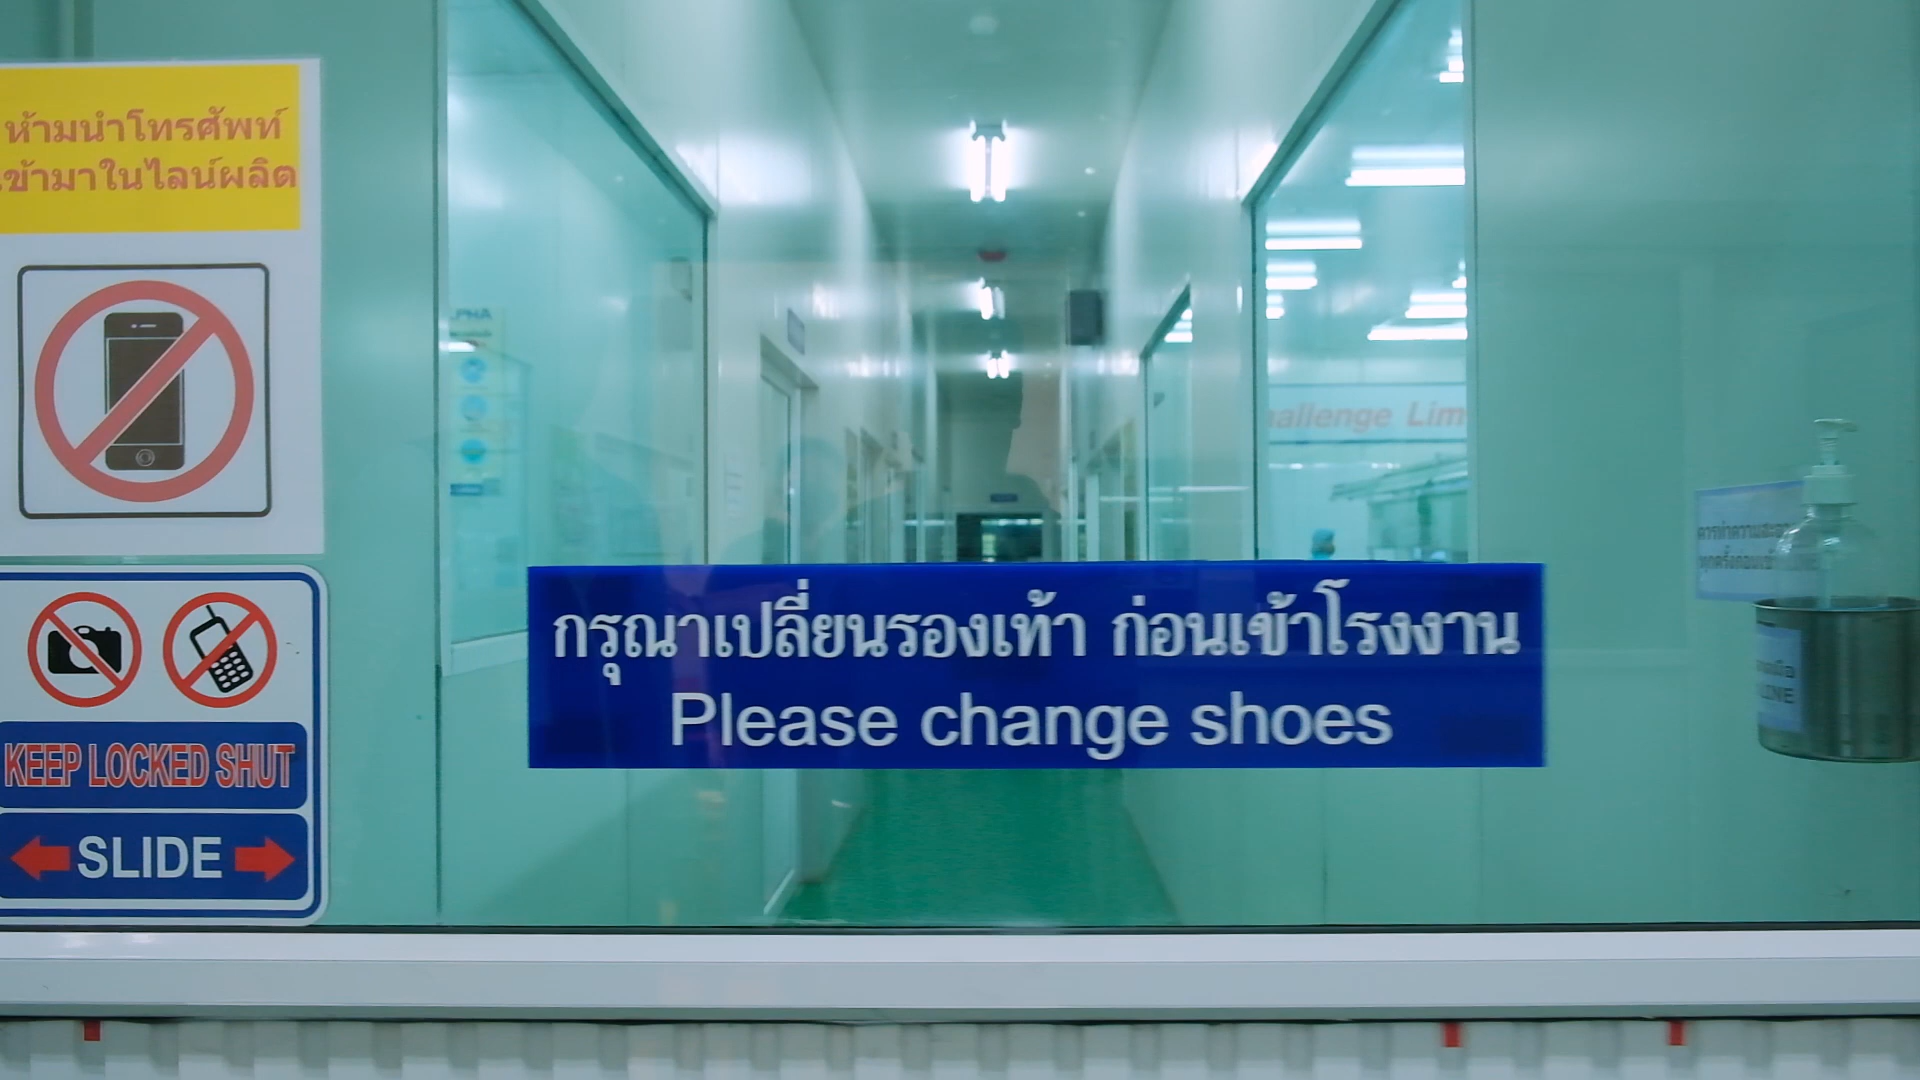 ห้ามนำโทรศัพท์
เข้ามาในไลน์ผลิต
KEEP LOCKED SHUT
SLIDE
กรุณาเปลี่ยนรองเท้า ก่อนเข้าโรงงาน
Please change shoes
allenge Lim